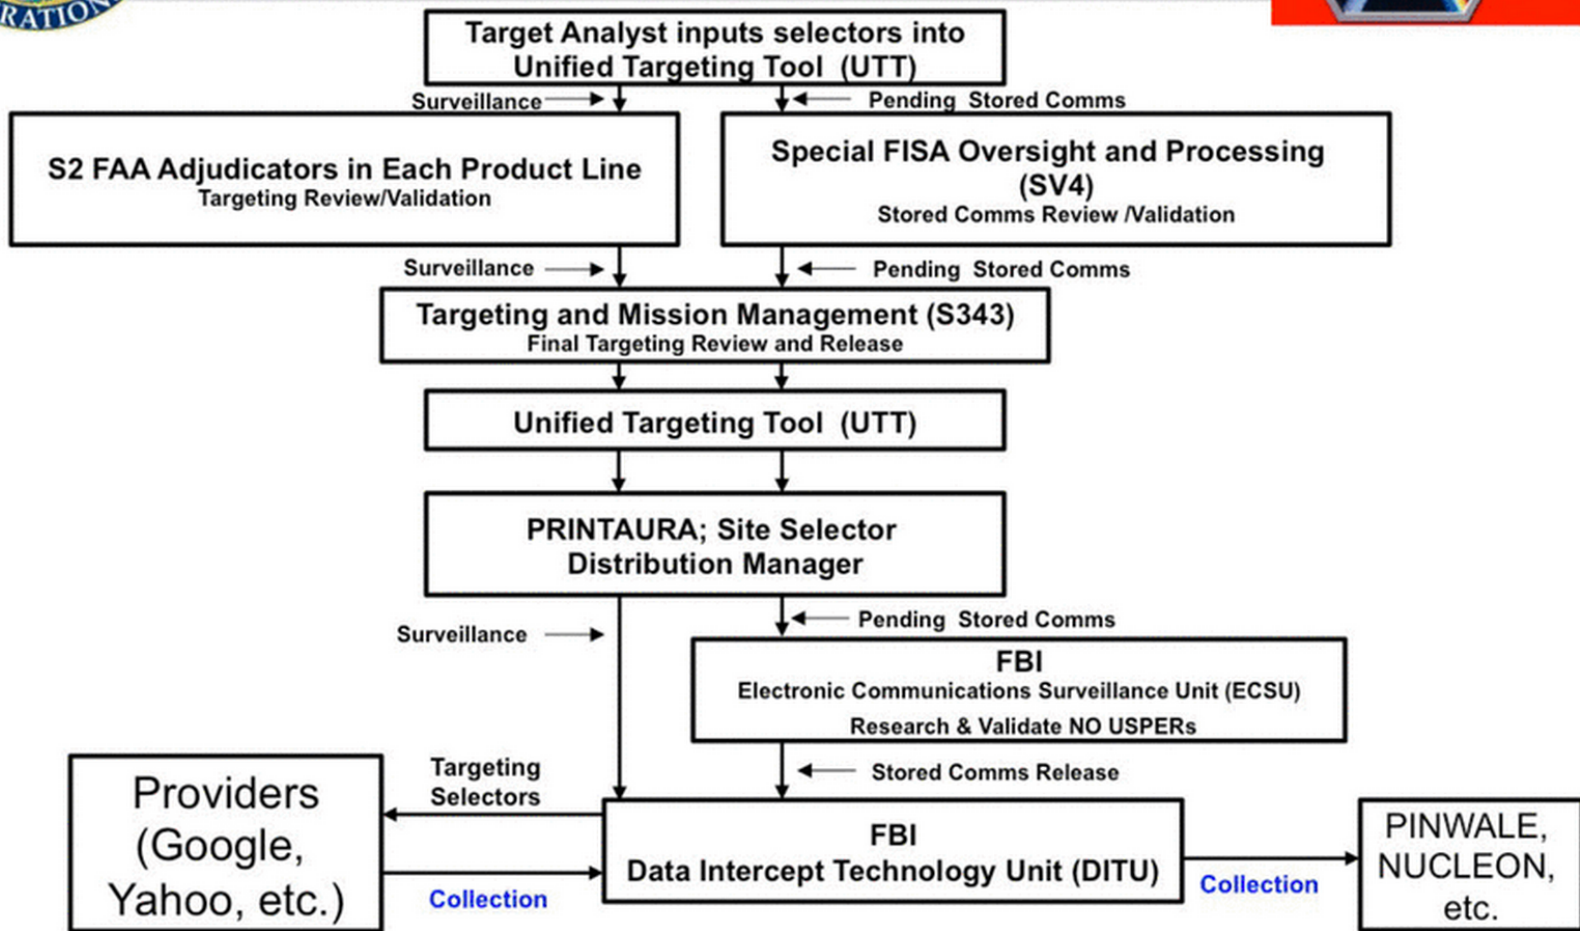 RATION
Target Analyst inputs selectors into
Unified Targeting Tool (UTT)
Surveillance
Pending Stored Comms
S2 FAA Adjudicators in Each Product Line
Targeting Review/Validation
Special FISA Oversight and Processing
(SV4)
Stored Comms Review /Validation
Surveillance
Pending Stored Comms
Targeting and Mission Management (S343)
Final Targeting Review and Release
Unified Targeting Tool (UTT)
PRINTAURA; Site Selector
Distribution Manager
Surveillance
Pending Stored Comms
FBI
Electronic Communications Surveillance Unit (ECSU)
Research & Validate NO USPERs
Targeting
Selectors
Stored Comms Release
Providers
(Google,
Yahoo, etc.)
Collection
FBI
Data Intercept Technology Unit (DITU)
Collection
PINWALE,
NUCLEON,
etc.